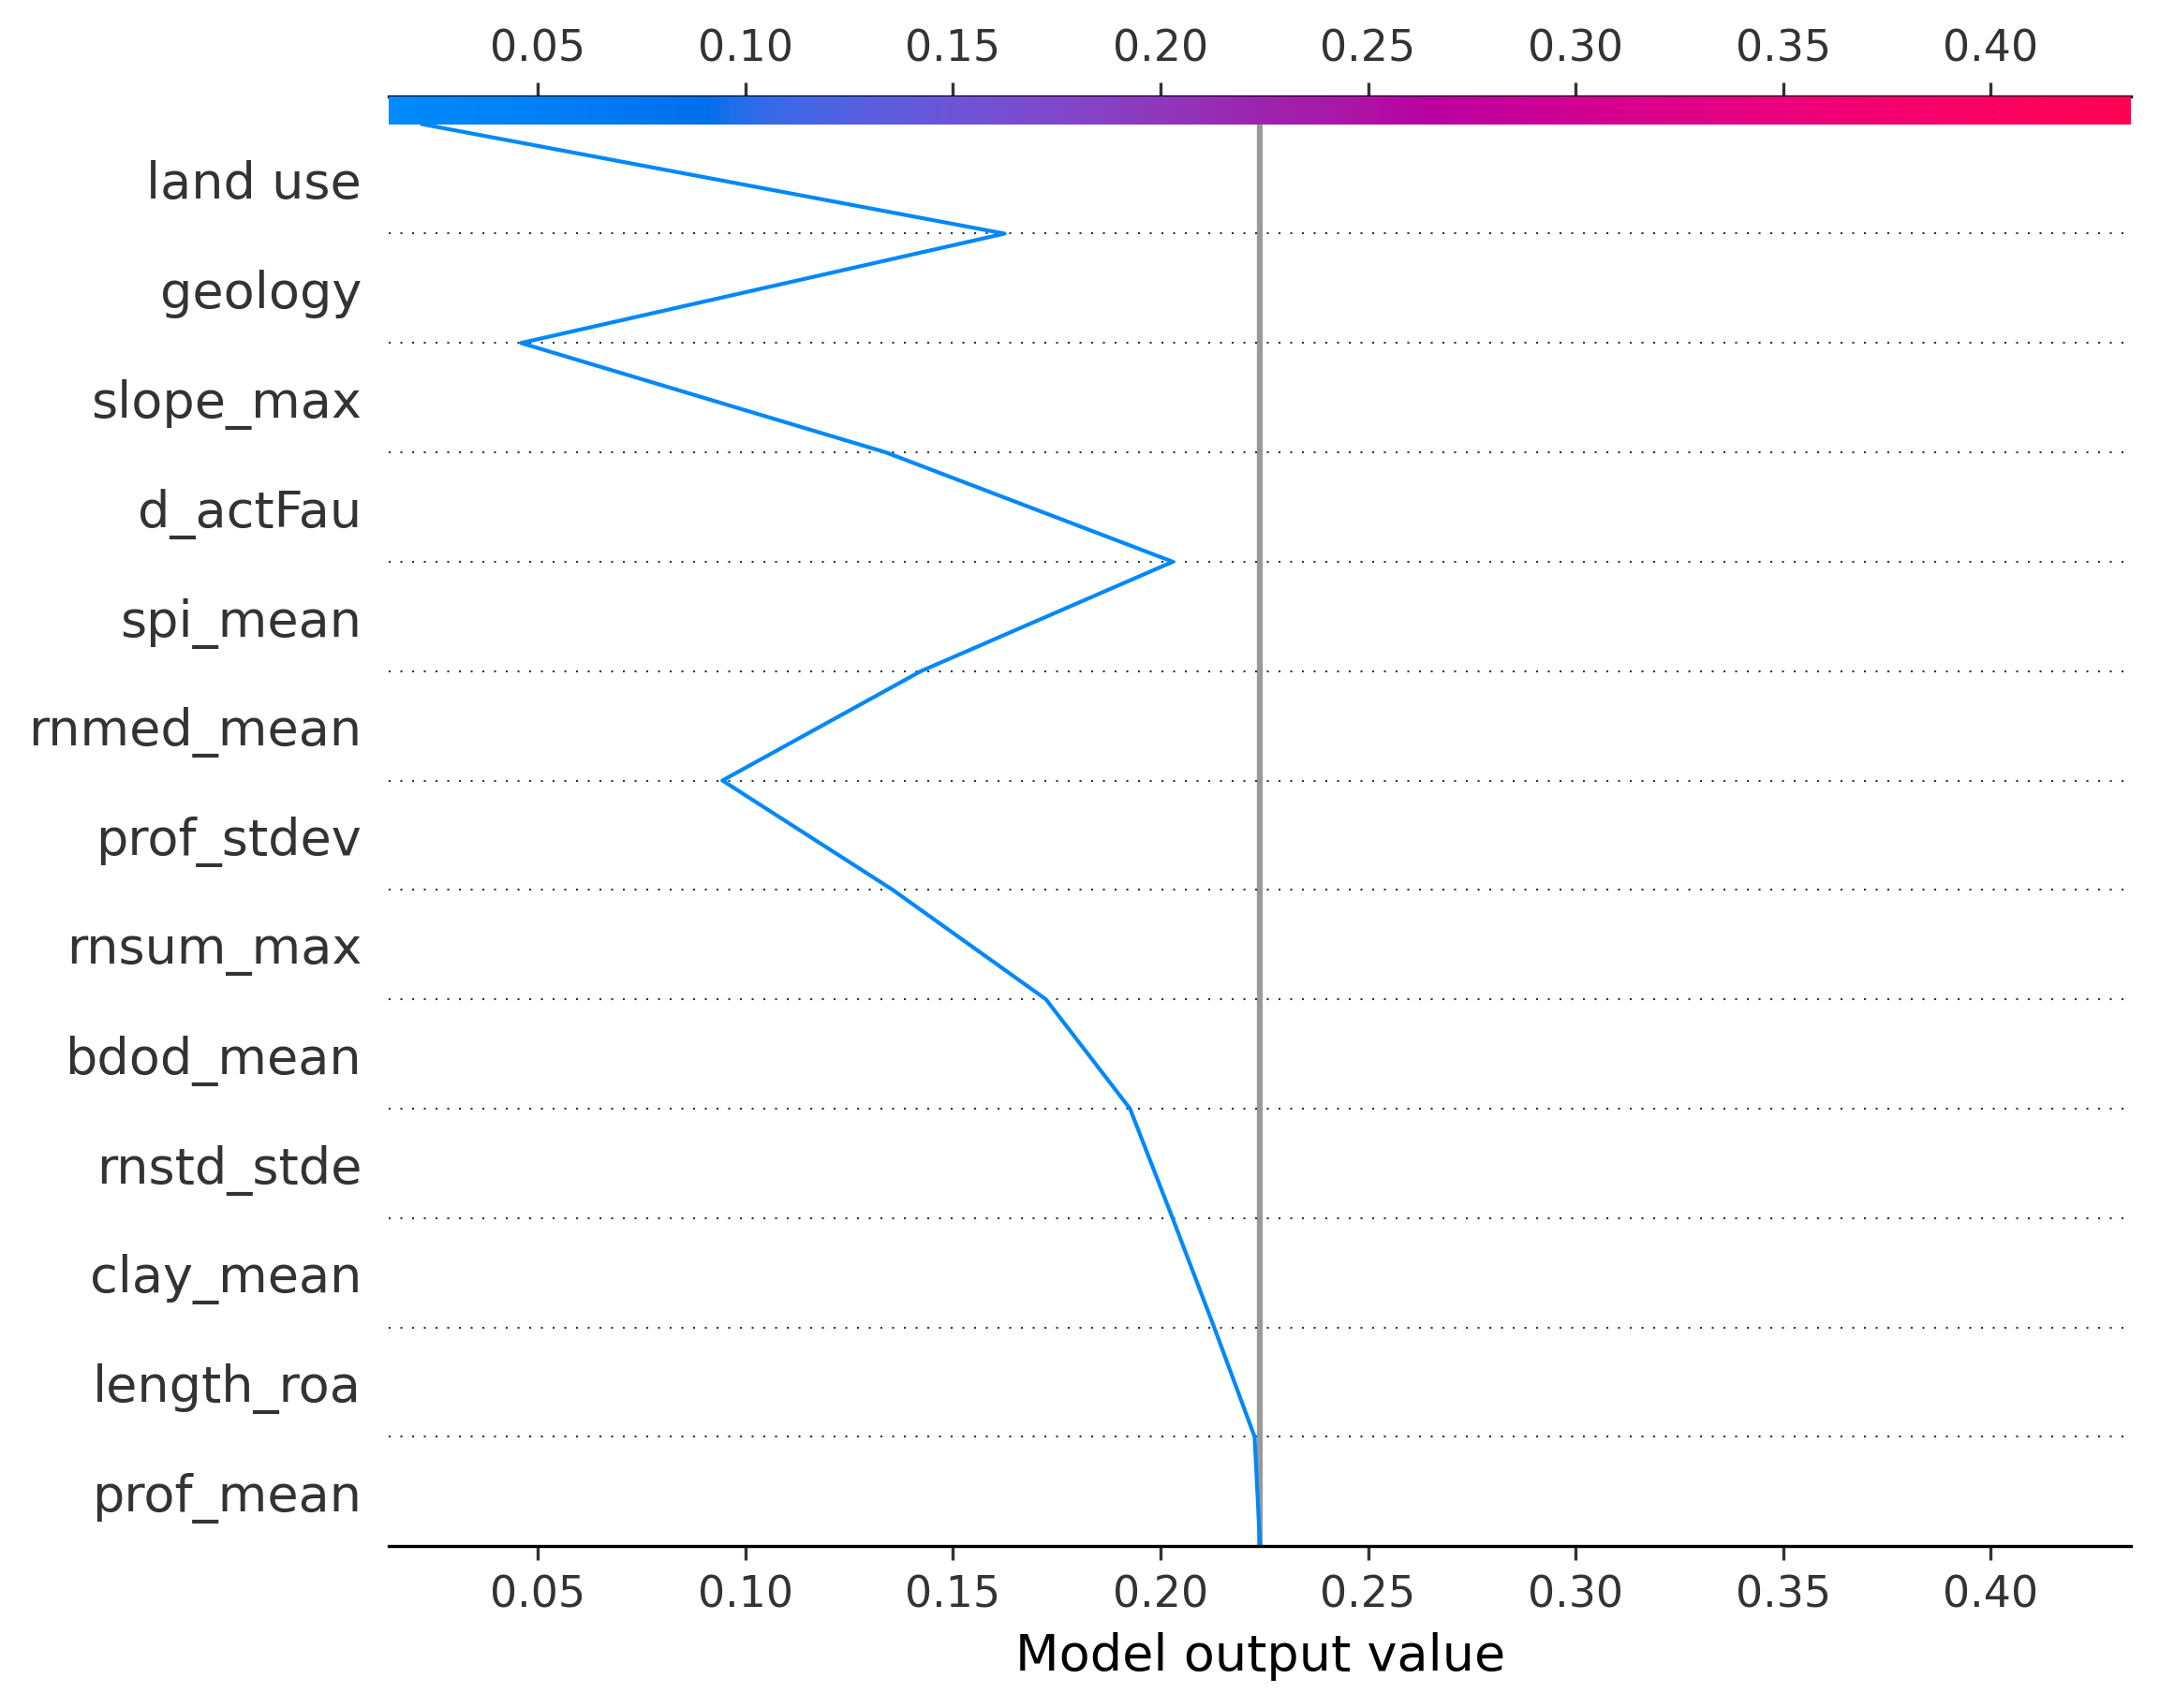 0.05 0.10 0.15 0.20 0.25 0.30 0.35 0.40
land use
geology
slope_max
d_actFau
spi_mean
rnmed_mean
prof_stdev
rnsum_max
bdod_mean
rnstd_stde
clay_mean
length_roa
prof_mean
0.05 0.10 0.15 0.20 0.25 0.30 0.35 0.40
Model output value